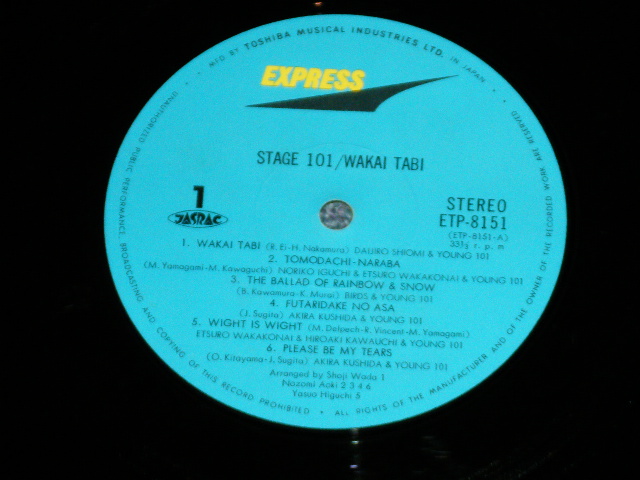 MFD BY TOSHIBA MUSICAL INDUSTRIES LTD. IN JAPAN
EXPRESS
STAGE 101/WAKAI TABI
1
JASRAC
STEREO
ETP-8151
(ETP-8151-A)
33⅓ r. p. m
1. WAKAI TABI (R. Ei-H. Nakamura) DAIJIRO SHIOMI & YOUNG 101
2. TOMODACHI-NARABA
(M. Yamagami-M. Kawaguchi) NORIKO IGUCHI & ETSURO WAKAKONAI & YOUNG 101
3. THE BALLAD OF RAINBOW & SNOW
(B. Kawamura-K. Murai) BIRDS & YOUNG 101
4. FUTARIDAKE NO ASA
(J. Sugita) AKIRA KUSHIDA & YOUNG 101
5. WIGHT IS WIGHT (M. Delpech-R. Vincent-M. Yamagami)
ETSURO WAKAKONAI & HIROAKI KAWAUCHI & YOUNG 101
6. PLEASE BE MY TEARS
(O. Kitayama-J. Sugita) AKIRA KUSHIDA & YOUNG 101
Arranged by Shoji Wada 1
Nozomi Aoki 2 3 4 6
Yasuo Higuchi 5
UNAUTHORIZED PUBLIC PERFORMANCE, BROADCASTING AND COPYING OF THIS RECORD PROHIBITED • ALL RIGHTS OF THE MANUFACTURER AND OF THE OWNER OF THE RECORDED WORK ARE RESERVED